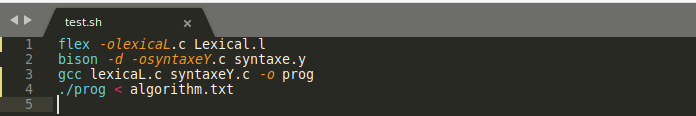 test.sh ×
1 flex -olexicaL.c Lexical.l
2 bison -d -osyntaxeY.c syntaxe.y
3 gcc lexicaL.c syntaxeY.c -o prog
4 ./prog < algorithm.txt
5